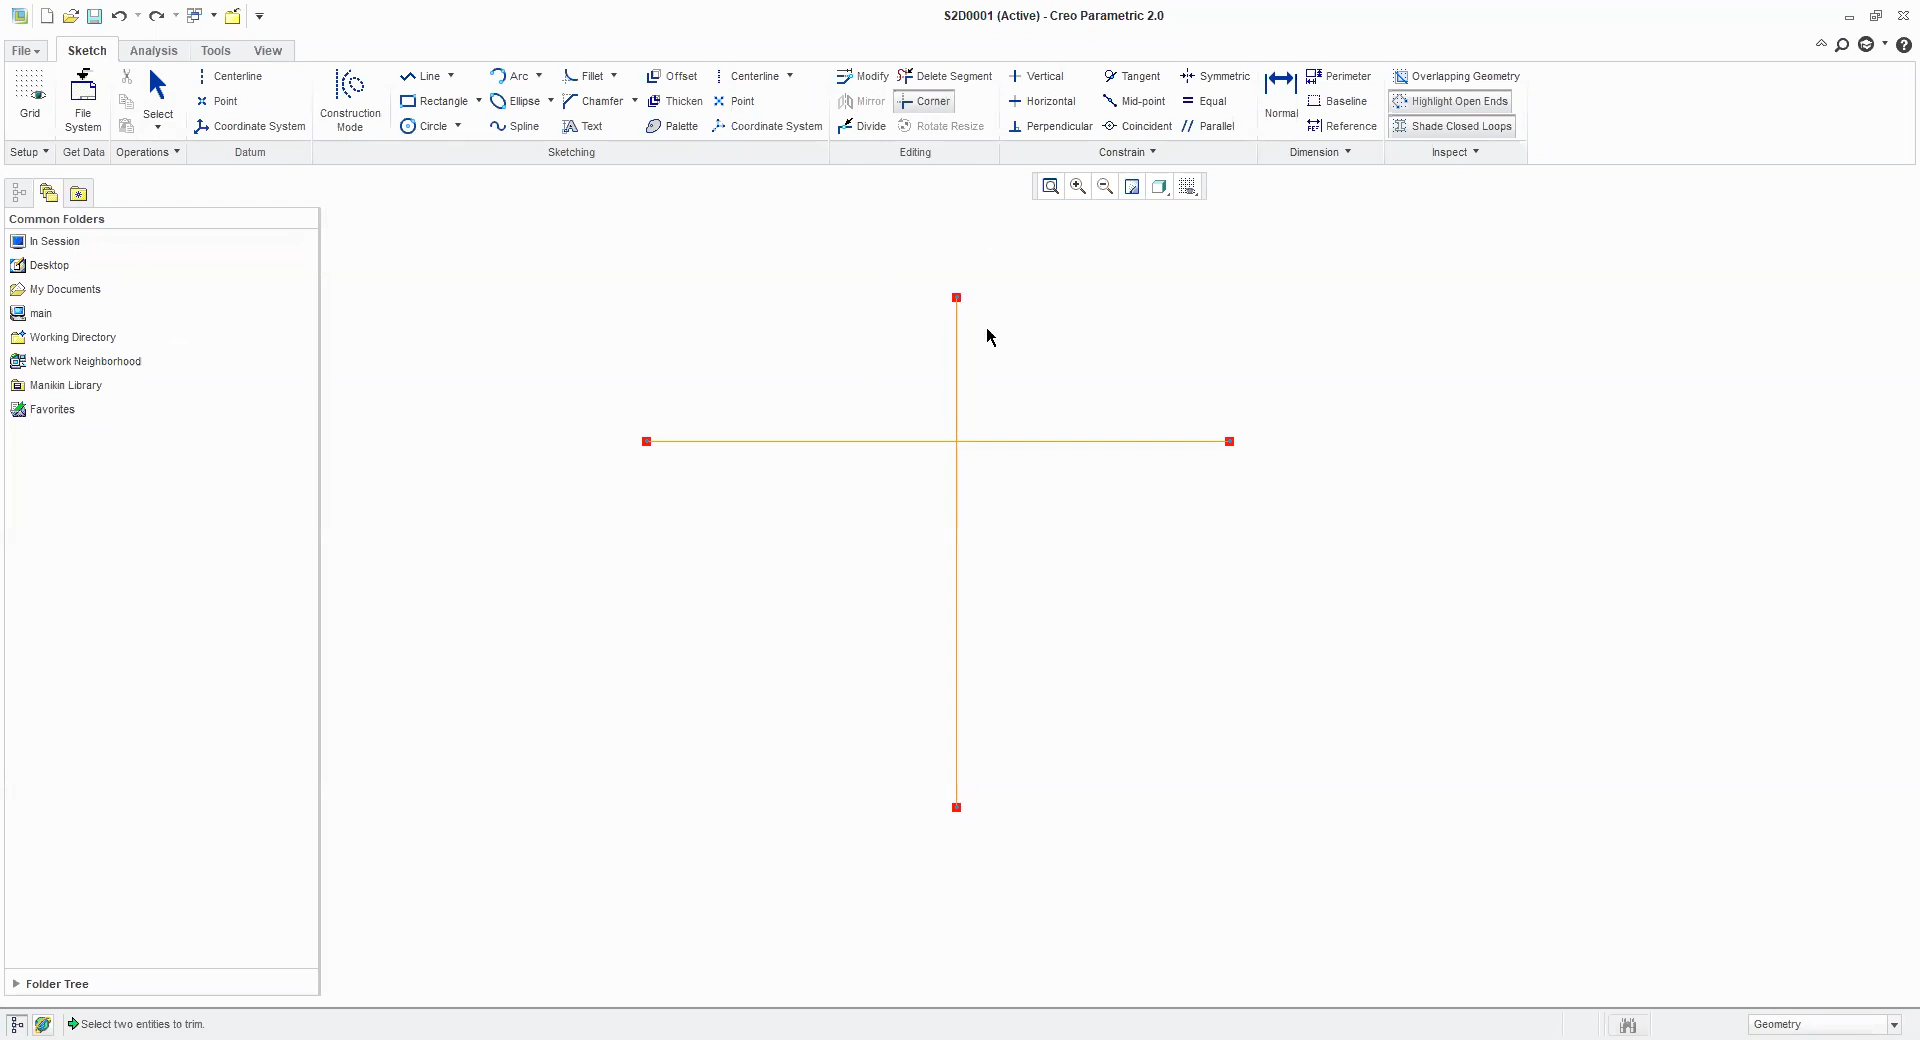 S2D0001 (Active) - Creo Parametric 2.0
File Sketch Analysis Tools View
Grid
File System
Select
Centerline
Point
Coordinate System
Construction Mode
Line Arc Fillet Offset Centerline
Rectangle Ellipse Chamfer Thicken Point
Circle Spline Text Palette Coordinate System
Modify Delete Segment
Mirror Corner
Divide Rotate Resize
Vertical Tangent Symmetric
Horizontal Mid-point Equal
Perpendicular Coincident Parallel
Normal
Perimeter
Baseline
Reference
Overlapping Geometry
Highlight Open Ends
Shade Closed Loops
Setup Get Data Operations Datum Sketching Editing Constrain Dimension Inspect
Common Folders
In Session
Desktop
My Documents
main
Working Directory
Network Neighborhood
Manikin Library
Favorites
Folder Tree
Select two entities to trim.
Geometry